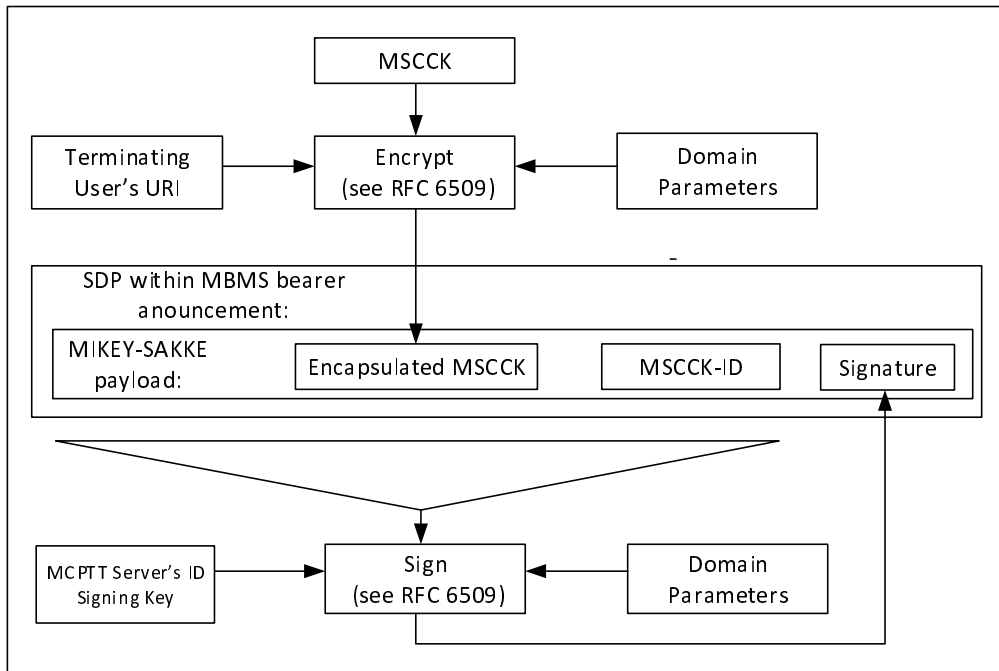 MSCCK
Terminating
User's URI
Encrypt
(see RFC 6509)
Domain
Parameters
SDP within MBMS bearer
anouncement:
MIKEY-SAKKE
payload:
Encapsulated MSCCK
MSCCK-ID
Signature
MCPTT Server's ID
Signing Key
Sign
(see RFC 6509)
Domain
Parameters